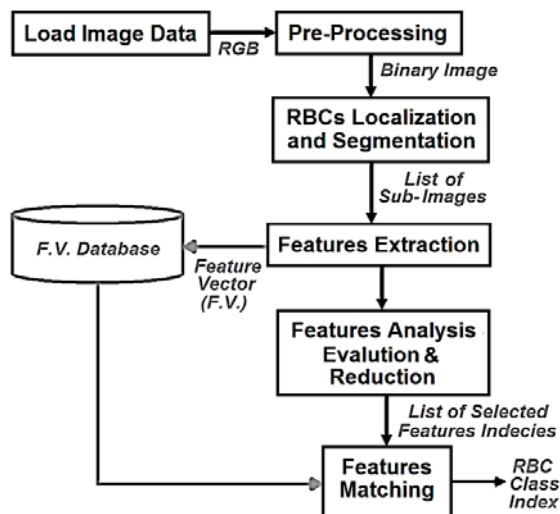 Load Image Data
RGB
Pre-Processing
Binary Image
RBCs Localization
and Segmentation
List of
Sub-Images
F.V. Database
Feature
Vector
(F.V.)
Features Extraction
Features Analysis
Evalution &
Reduction
List of Selected
Features Indecies
Features
Matching
RBC
Class
Index